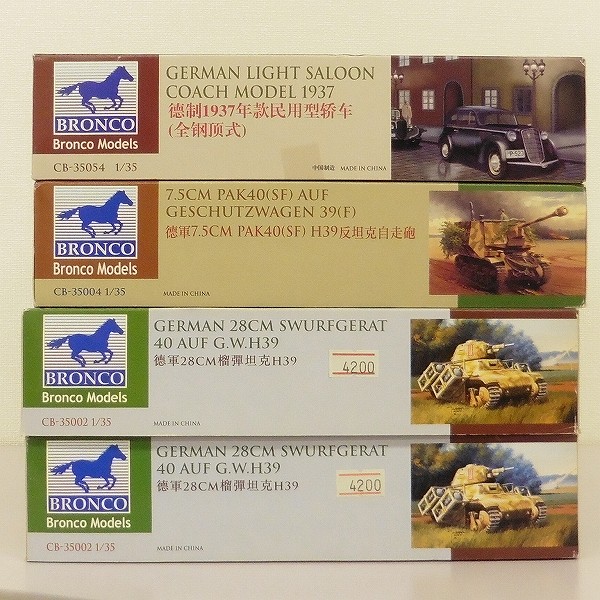 BRONCO
Bronco Models
CB-35054 1/35
GERMAN LIGHT SALOON
COACH MODEL 1937
德制1937年款民用型轿车
(全钢顶式)
中国制造 MADE IN CHINA
P-523
BRONCO
Bronco Models
CB-35004 1/35
7.5CM PAK40(SF) AUF
GESCHUTZWAGEN 39(F)
德軍7.5CM PAK40(SF) H39反坦克自走砲
MADE IN CHINA
BRONCO
Bronco Models
CB-35002 1/35
GERMAN 28CM SWURFGERAT
40 AUF G.W.H39
德軍28CM榴彈坦克H39
MADE IN CHINA
4200
BRONCO
Bronco Models
CB-35002 1/35
GERMAN 28CM SWURFGERAT
40 AUF G.W.H39
德軍28CM榴彈坦克H39
MADE IN CHINA
4200